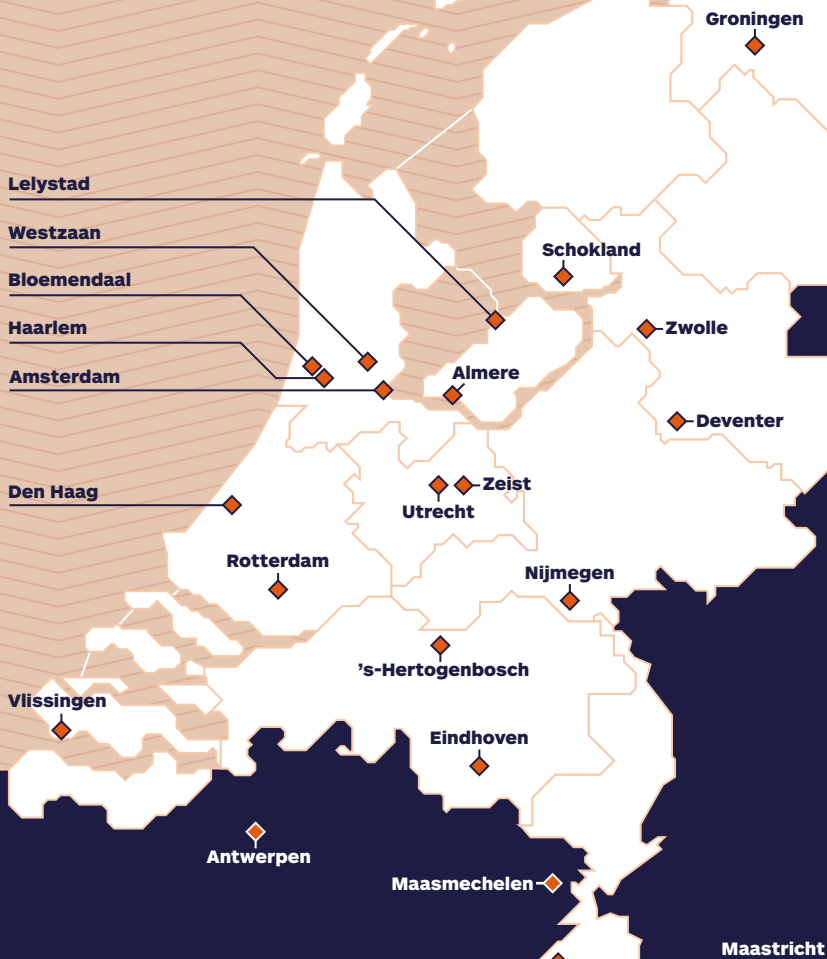 Groningen
Lelystad
Westzaan
Schokland
Bloemendaal
Haarlem
Zwolle
Amsterdam
Almere
Deventer
Den Haag
Zeist
Utrecht
Rotterdam
Nijmegen
’s-Hertogenbosch
Vlissingen
Eindhoven
Antwerpen
Maasmechelen
Maastricht